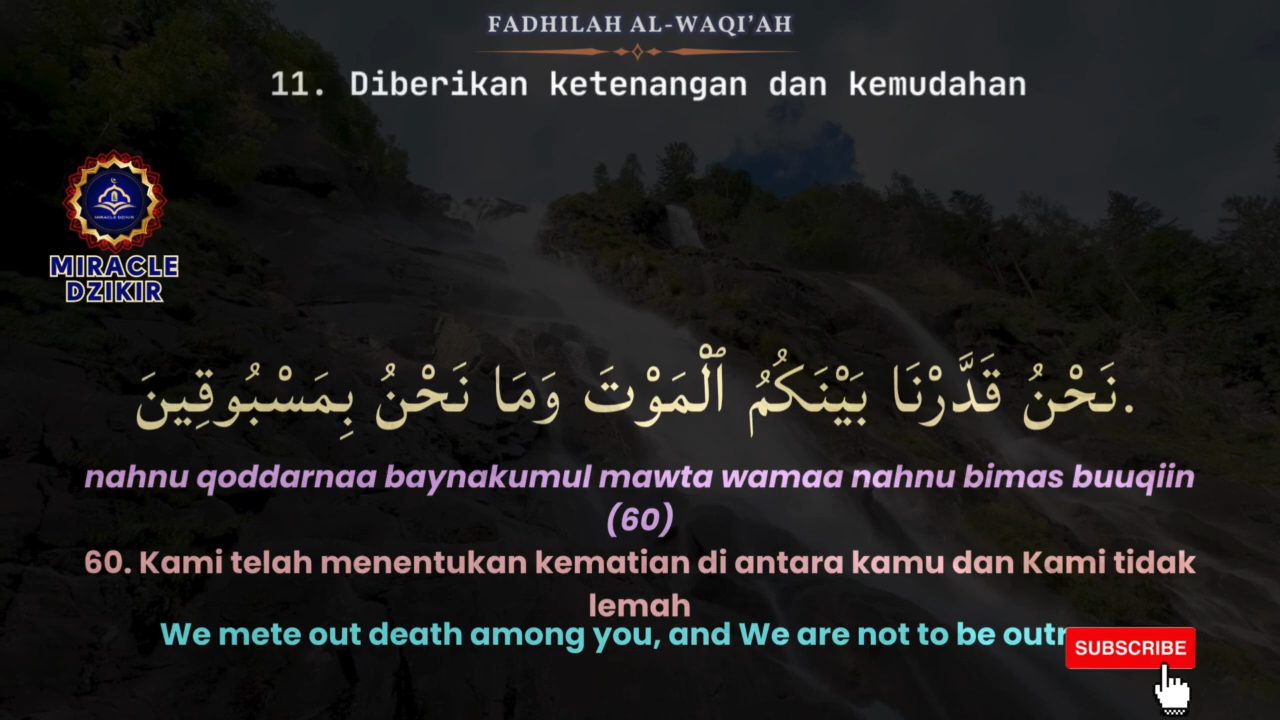 FADHILAH AL-WAQI'AH
11. Diberikan ketenangan dan kemudahan
MIRACLE
DZIKIR
نَحْنُ قَدَّرْنَا بَيْنَكُمُ ٱلْمَوْتَ وَمَا نَحْنُ بِمَسْبُوقِينَ.
nahnu qoddarnaa baynakumul mawta wamaa nahnu bimas buuqiin
(60)
60. Kami telah menentukan kematian di antara kamu dan Kami tidak
lemah
We mete out death among you, and We are not to be
SUBSCRIBE